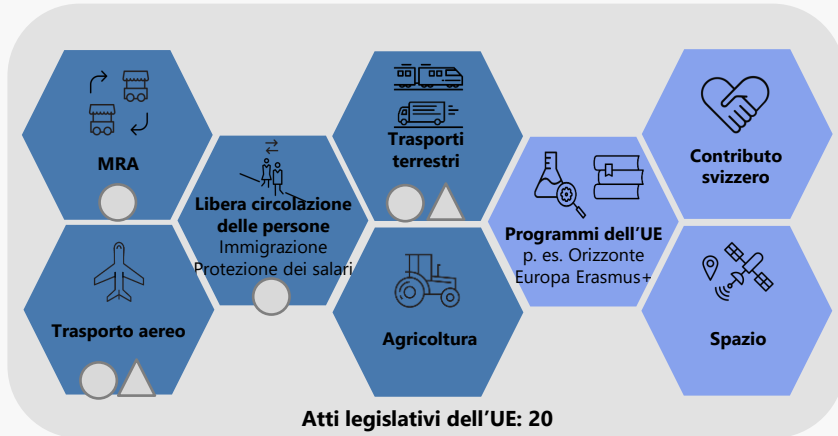 MRA
Libera circolazione
delle persone
Immigrazione
Protezione dei salari
Trasporti
terrestri
Programmi dell'UE
p. es. Orizzonte
Europa Erasmus+
Contributo
svizzero
Trasporto aereo
Agricoltura
Spazio
Atti legislativi dell'UE: 20